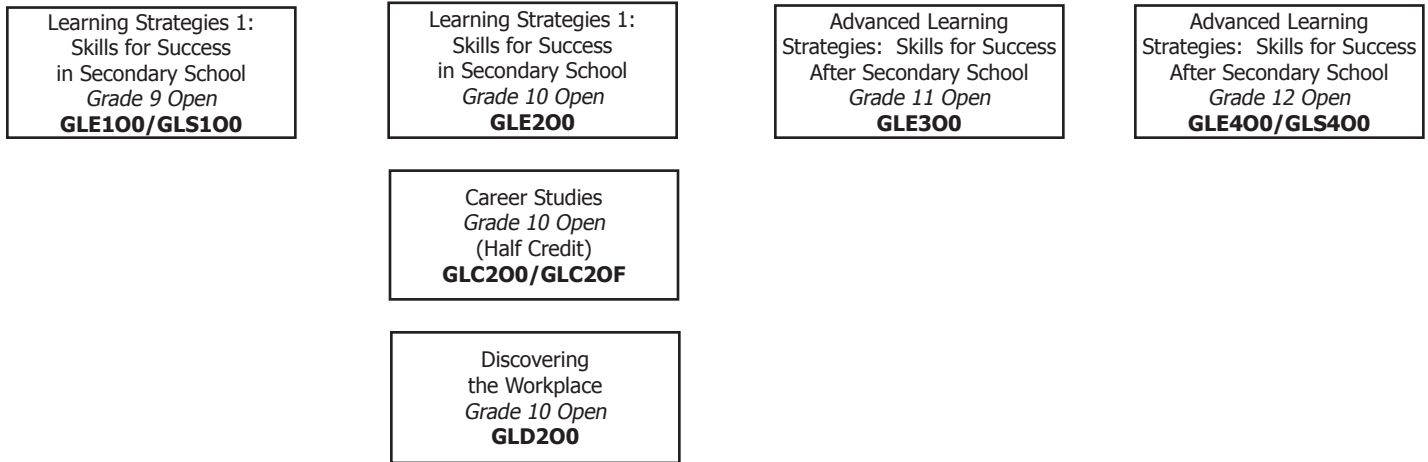 Learning Strategies 1:
Skills for Success
in Secondary School
Grade 9 Open
GLE1O0/GLS1O0
Learning Strategies 1:
Skills for Success
in Secondary School
Grade 10 Open
GLE2O0
Advanced Learning
Strategies:  Skills for Success
After Secondary School
Grade 11 Open
GLE3O0
Advanced Learning
Strategies:  Skills for Success
After Secondary School
Grade 12 Open
GLE4O0/GLS4O0
Career Studies
Grade 10 Open
(Half Credit)
GLC2O0/GLC2OF
Discovering
the Workplace
Grade 10 Open
GLD2O0